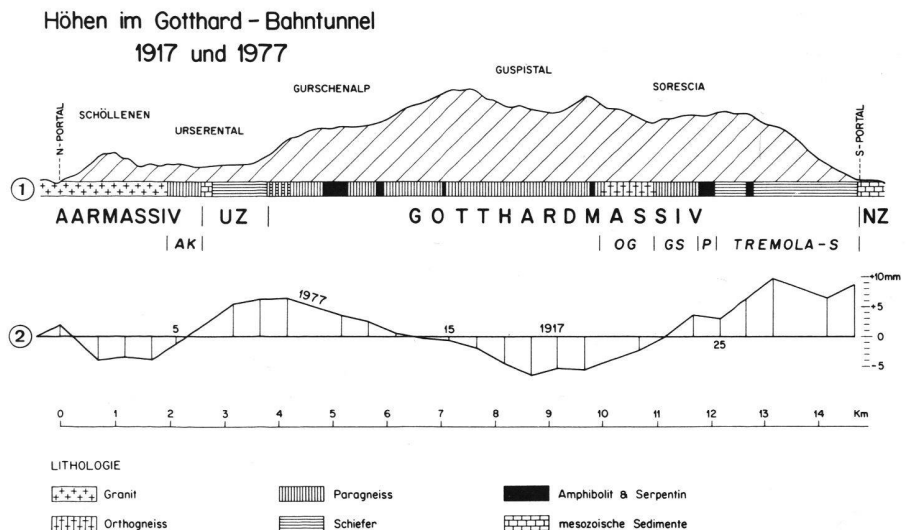 Höhen im Gotthard - Bahntunnel
1917 und 1977
N-PORTAL
SCHÖLLENEN
URSERENTAL
GURSCHENALP
GUSPISTAL
SORESCIA
S-PORTAL
1
AARMASSIV UZ GOTTHARDMASSIV NZ
AK OG GS P TREMOLA-S
+10mm
+5
0
-5
2
1977
5
15
1917
25
0 1 2 3 4 5 6 7 8 9 10 11 12 13 14 Km
LITHOLOGIE
Granit Paragneiss Amphibolit & Serpentin
Orthogneiss Schiefer mesozoische Sedimente